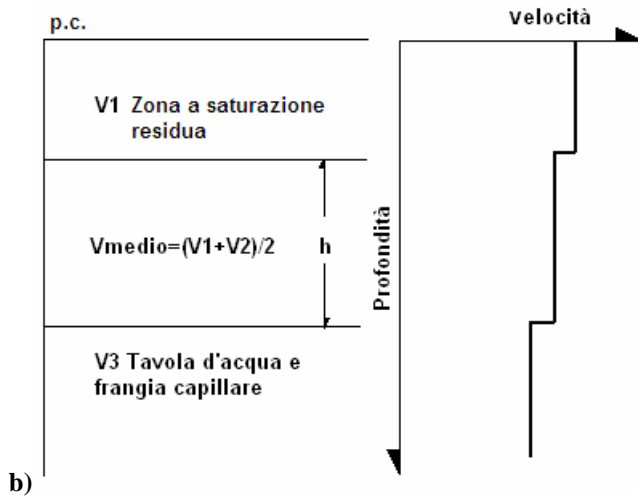 p.c.
V1 Zona a saturazione
residua
Vmedio=(V1+V2)/2
h
V3 Tavola d'acqua e
frangia capillare
Velocità
Profondità
b)